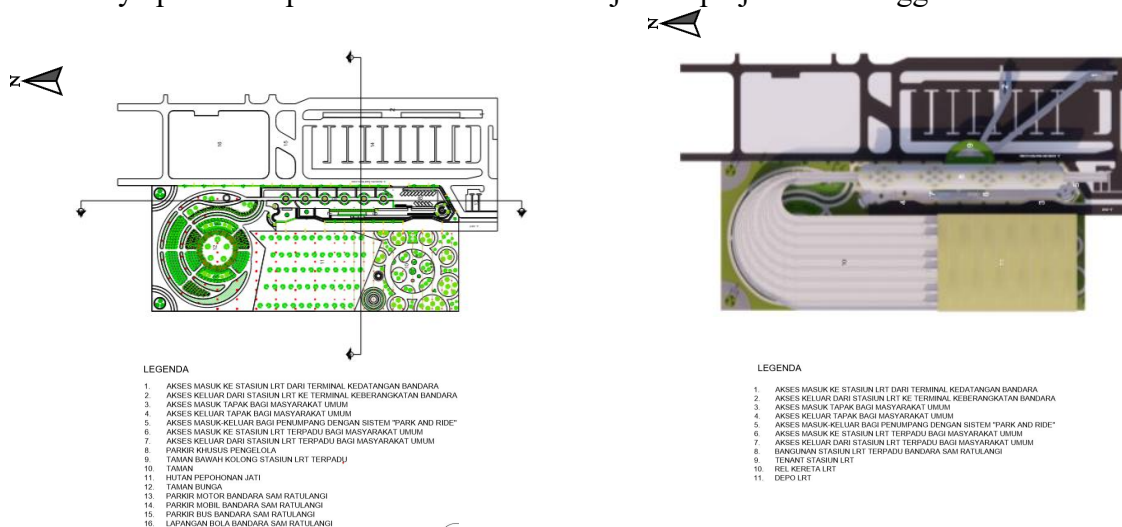 N
N
LEGENDA
1. AKSES MASUK KE STASIUN LRT DARI TERMINAL KEDATANGAN BANDARA
2. AKSES KELUAR DARI STASIUN LRT KE TERMINAL KEBERANGKATAN BANDARA
3. AKSES MASUK TAPAK BAGI MASYARAKAT UMUM
4. AKSES KELUAR TAPAK BAGI MASYARAKAT UMUM
5. AKSES MASUK-KELUAR BAGI PENUMPANG DENGAN SISTEM "PARK AND RIDE"
6. AKSES MASUK KE STASIUN LRT TERPADU BAGI MASYARAKAT UMUM
7. AKSES KELUAR DARI STASIUN LRT TERPADU BAGI MASYARAKAT UMUM
8. PARKIR KHUSUS PENGELOLA
9. TAMAN BAWAH KOLONG STASIUN LRT TERPADU
10. TAMAN
11. HUTAN PEPOHONAN JATI
12. TAMAN BUNGA
13. PARKIR MOTOR BANDARA SAM RATULANGI
14. PARKIR MOBIL BANDARA SAM RATULANGI
15. PARKIR BUS BANDARA SAM RATULANGI
16. LAPANGAN BOLA BANDARA SAM RATULANGI
LEGENDA
1. AKSES MASUK KE STASIUN LRT DARI TERMINAL KEDATANGAN BANDARA
2. AKSES KELUAR DARI STASIUN LRT KE TERMINAL KEBERANGKATAN BANDARA
3. AKSES MASUK TAPAK BAGI MASYARAKAT UMUM
4. AKSES KELUAR TAPAK BAGI MASYARAKAT UMUM
5. AKSES MASUK-KELUAR BAGI PENUMPANG DENGAN SISTEM "PARK AND RIDE"
6. AKSES MASUK KE STASIUN LRT TERPADU BAGI MASYARAKAT UMUM
7. AKSES KELUAR DARI STASIUN LRT TERPADU BAGI MASYARAKAT UMUM
8. BANGUNAN STASIUN LRT TERPADU BANDARA SAM RATULANGI
9. TENANT STASIUN LRT
10. REL KERETA LRT
11. DEPO LRT